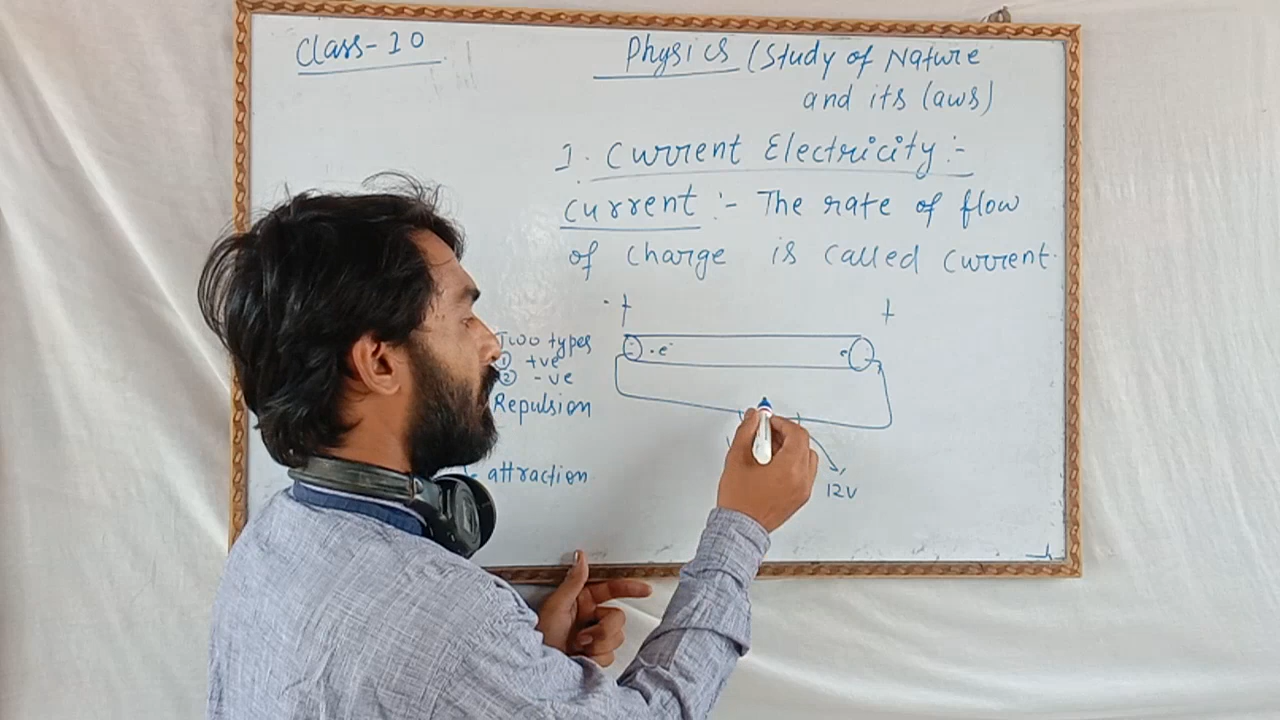 Class-10
Physics (Study of Nature
and its laws)
1. Current Electricity :-
Current :- The rate of flow
of charge is called current.
+ +
Two types
① +ve
② -ve
Repulsion
attraction
e⁻
12V